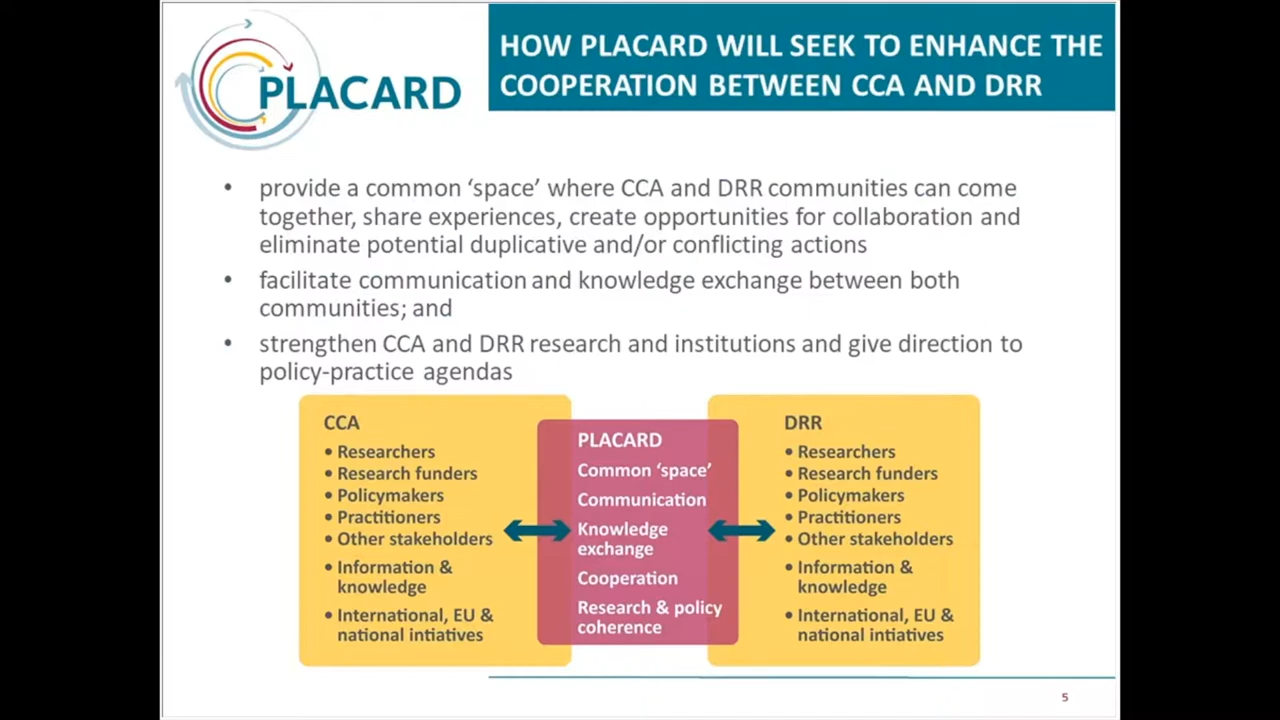 PLACARD
HOW PLACARD WILL SEEK TO ENHANCE THE
COOPERATION BETWEEN CCA AND DRR
• provide a common ‘space’ where CCA and DRR communities can come
together, share experiences, create opportunities for collaboration and
eliminate potential duplicative and/or conflicting actions
• facilitate communication and knowledge exchange between both
communities; and
• strengthen CCA and DRR research and institutions and give direction to
policy-practice agendas
CCA
• Researchers
• Research funders
• Policymakers
• Practitioners
• Other stakeholders
• Information &
knowledge
• International, EU &
national intiatives
PLACARD
Common ‘space’
Communication
Knowledge
exchange
Cooperation
Research & policy
coherence
DRR
• Researchers
• Research funders
• Policymakers
• Practitioners
• Other stakeholders
• Information &
knowledge
• International, EU &
national intiatives
5